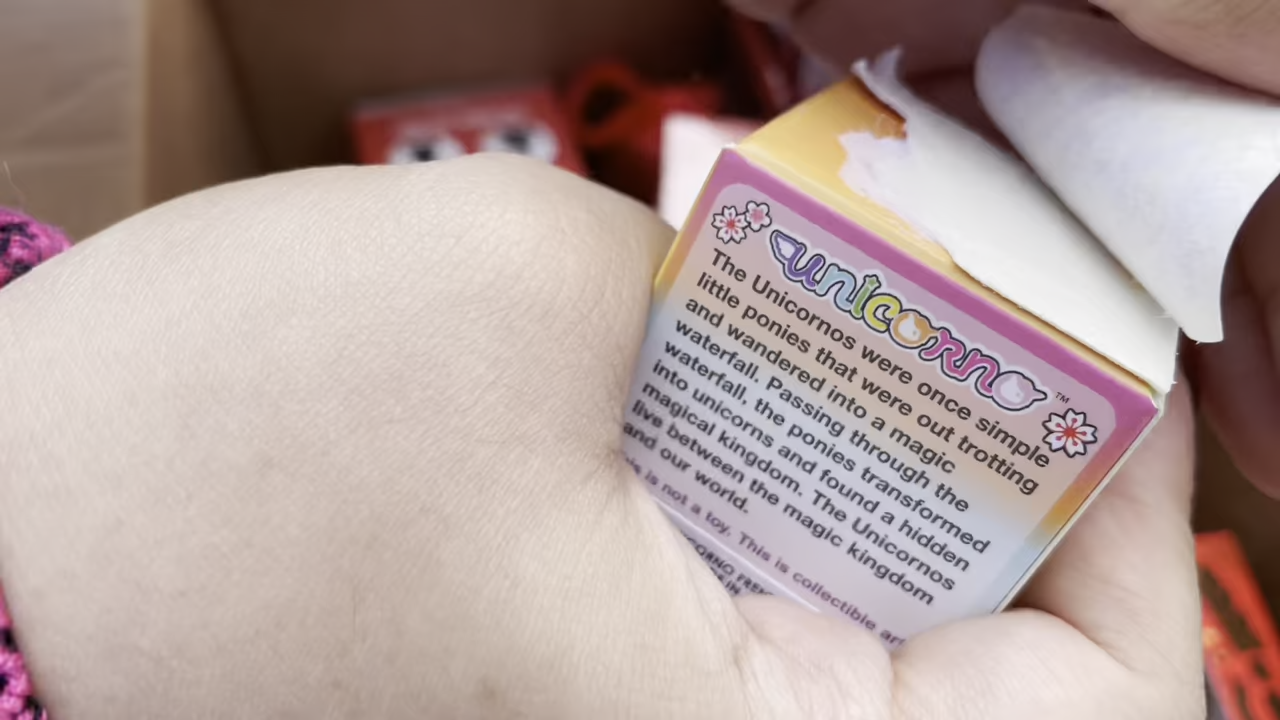 unicorno ™
The Unicornos were once simple
little ponies that were out trotting
and wandered into a magic
waterfall. Passing through the
waterfall, the ponies transformed
into unicorns and found a hidden
magical kingdom. The Unicornos
live between the magic kingdom
and our world.
is not a toy. This is collectible